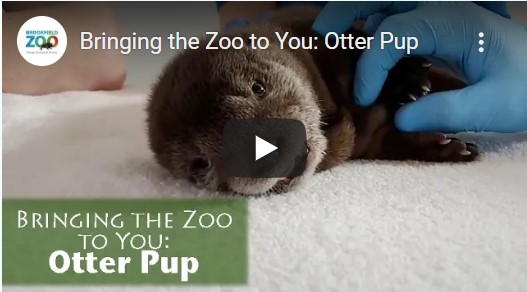 BROOKFIELD
ZOO
Bringing the Zoo to You: Otter Pup
BRINGING THE ZOO
TO YOU:
Otter Pup